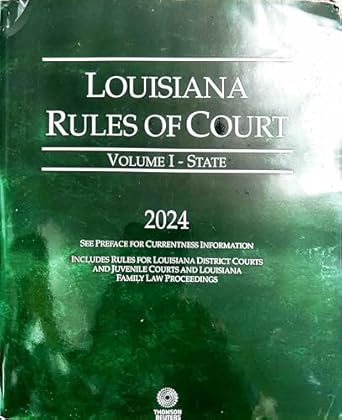 LOUISIANA
RULES OF COURT
VOLUME I - STATE
2024
SEE PREFACE FOR CURRENTNESS INFORMATION
INCLUDES RULES FOR LOUISIANA DISTRICT COURTS
AND JUVENILE COURTS AND LOUISIANA
FAMILY LAW PROCEEDINGS
THOMSON
REUTERS